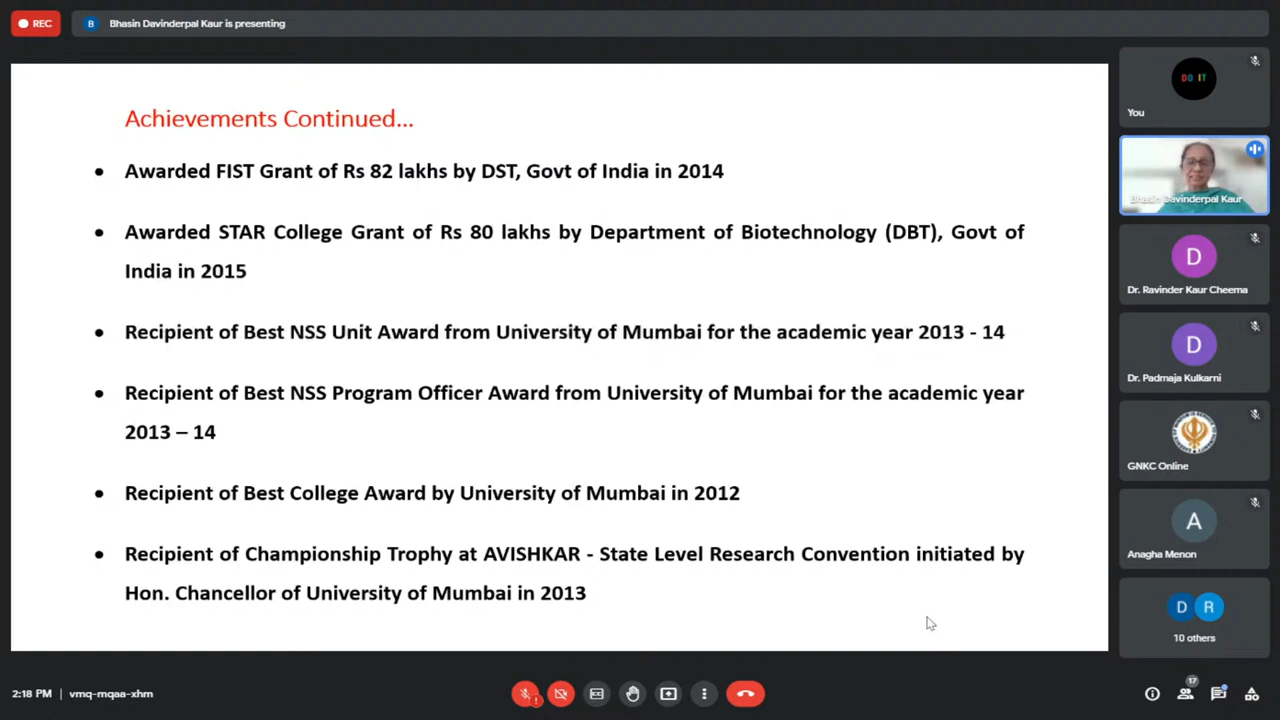 REC
B
Bhasin Davinderpal Kaur is presenting
Achievements Continued...
• Awarded FIST Grant of Rs 82 lakhs by DST, Govt of India in 2014
• Awarded STAR College Grant of Rs 80 lakhs by Department of Biotechnology (DBT), Govt of
India in 2015
• Recipient of Best NSS Unit Award from University of Mumbai for the academic year 2013 - 14
• Recipient of Best NSS Program Officer Award from University of Mumbai for the academic year
2013 – 14
• Recipient of Best College Award by University of Mumbai in 2012
• Recipient of Championship Trophy at AVISHKAR - State Level Research Convention initiated by
Hon. Chancellor of University of Mumbai in 2013
DO IT
You
Bhasin Davinderpal Kaur
D
Dr. Ravinder Kaur Cheema
D
Dr. Padmaja Kulkarni
GNKC Online
A
Anagha Menon
D R
10 others
2:18 PM | vmq-mqaa-xhm
17